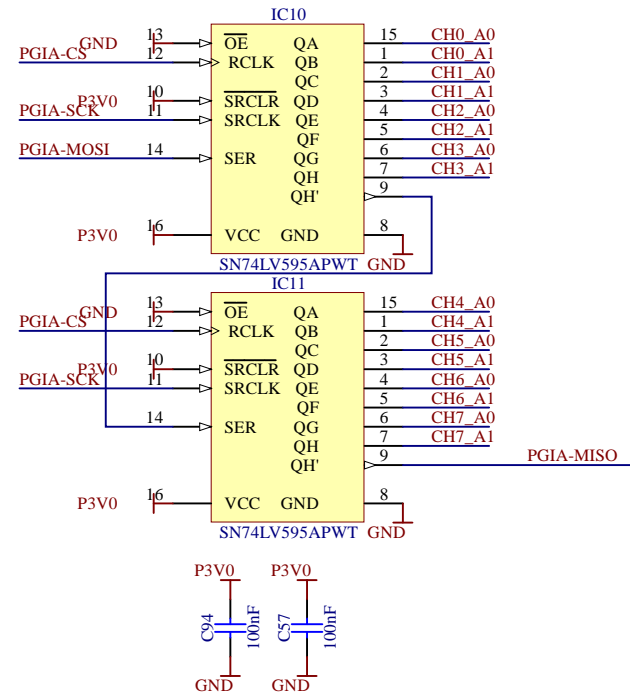 IC10
GND 13 OE QA 15 CH0_A0
PGIA-CS 12 RCLK QB 1 CH0_A1
QC 2 CH1_A0
P3V0 10 SRCLR QD 3 CH1_A1
PGIA-SCK 11 SRCLK QE 4 CH2_A0
QF 5 CH2_A1
PGIA-MOSI 14 SER QG 6 CH3_A0
QH 7 CH3_A1
QH' 9
P3V0 16 VCC GND 8
SN74LV595APWT GND
IC11
GND 13 OE QA 15 CH4_A0
PGIA-CS 12 RCLK QB 1 CH4_A1
QC 2 CH5_A0
P3V0 10 SRCLR QD 3 CH5_A1
PGIA-SCK 11 SRCLK QE 4 CH6_A0
QF 5 CH6_A1
14 SER QG 6 CH7_A0
QH 7 CH7_A1
QH' 9 PGIA-MISO
P3V0 16 VCC GND 8
SN74LV595APWT GND
P3V0 P3V0
C94 100nF C57 100nF
GND GND